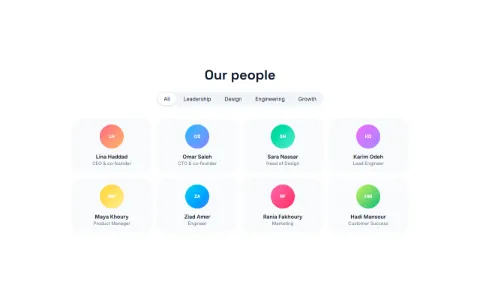 Our people
All Leadership Design Engineering Growth
LH OS SN KO
Lina Haddad Omar Saleh Sara Nassar Karim Odeh
CEO & co-founder CTO & co-founder Head of Design Lead Engineer
ZA RF HM
Maya Khoury Ziad Amer Rania Fakhoury Hadi Mansour
Product Manager Engineer Marketing Customer Success